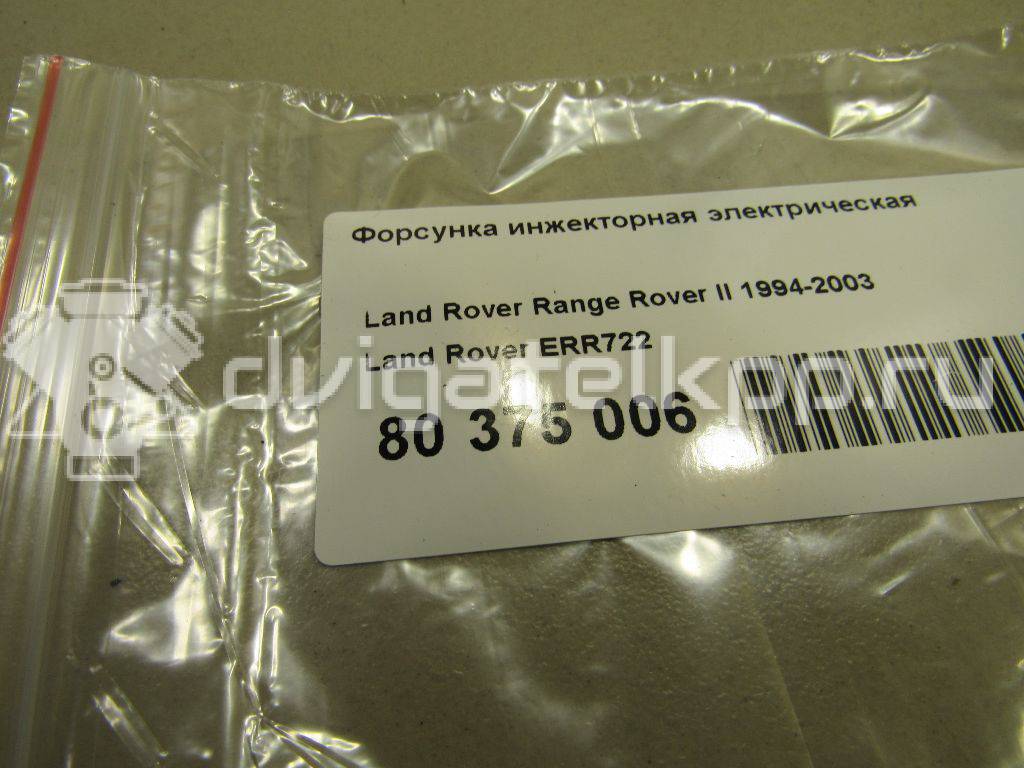 Форсунка инжекторная электрическая
Land Rover Range Rover II 1994-2003
Land Rover ERR722
dvigatelkpp.ru
80 375 006